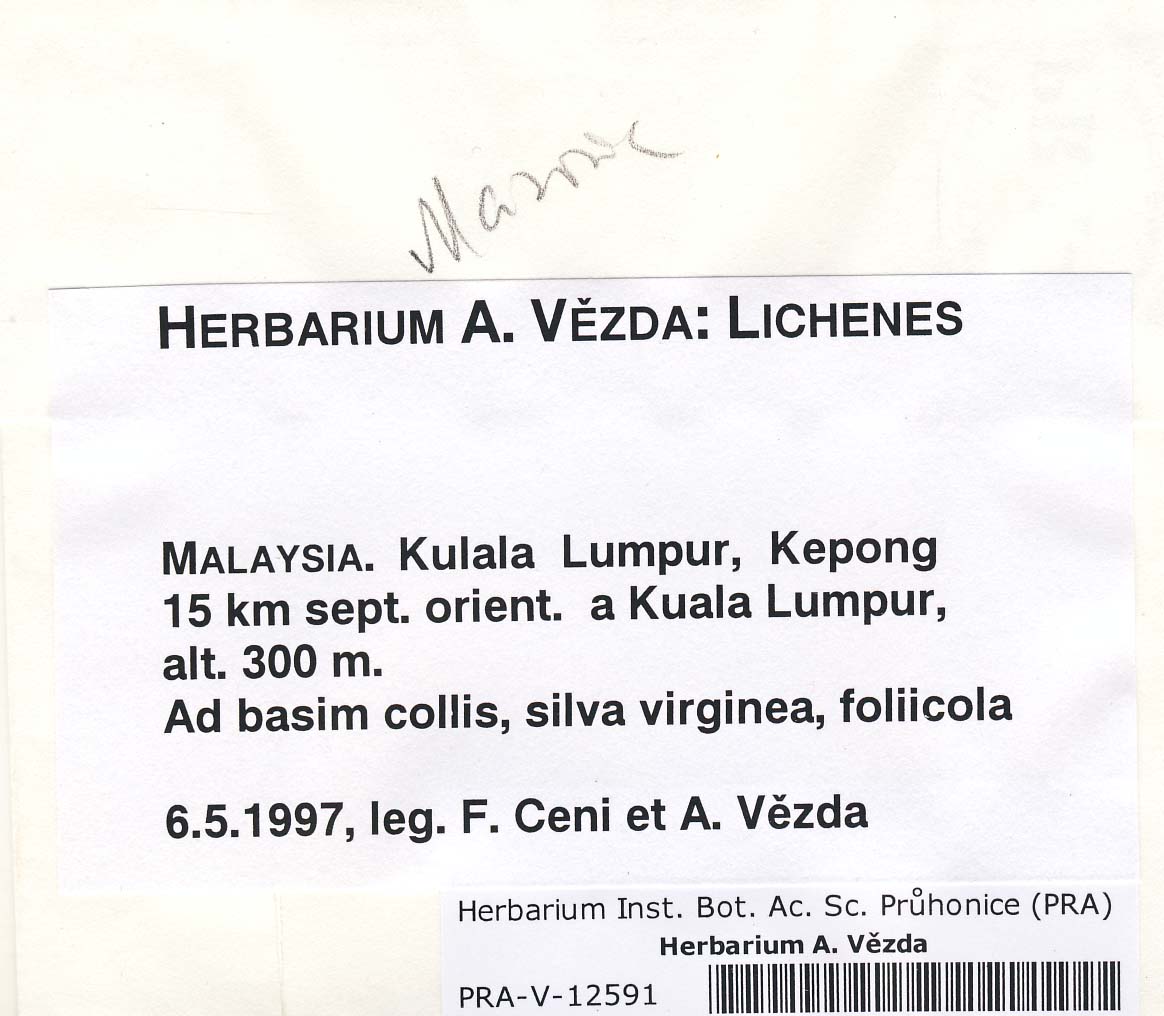 HERBARIUM A. VĚZDA: LICHENES
MALAYSIA. Kulala Lumpur, Kepong
15 km sept. orient. a Kuala Lumpur,
alt. 300 m.
Ad basim collis, silva virginea, foliicola
6.5.1997, leg. F. Ceni et A. Vězda
Herbarium Inst. Bot. Ac. Sc. Průhonice (PRA)
Herbarium A. Vězda
PRA-V-12591